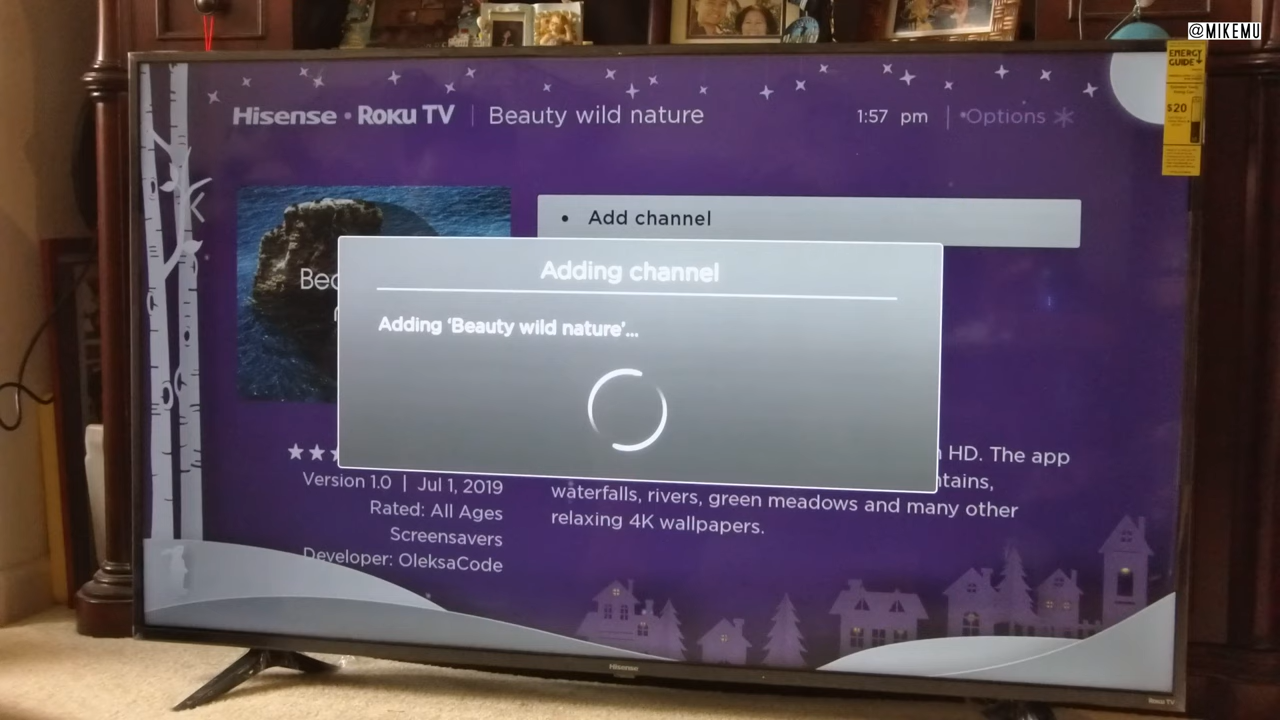 @MIKEMU
ENERGY
GUIDE
$20
Hisense • Roku TV | Beauty wild nature
1:57 pm | Options
• Add channel
Adding channel
Adding 'Beauty wild nature'...
HD. The app
waterfalls, rivers, green meadows and many other
relaxing 4K wallpapers.
Version 1.0 | Jul 1, 2019
Rated: All Ages
Screensavers
Developer: OleksaCode
Hisense
Roku TV